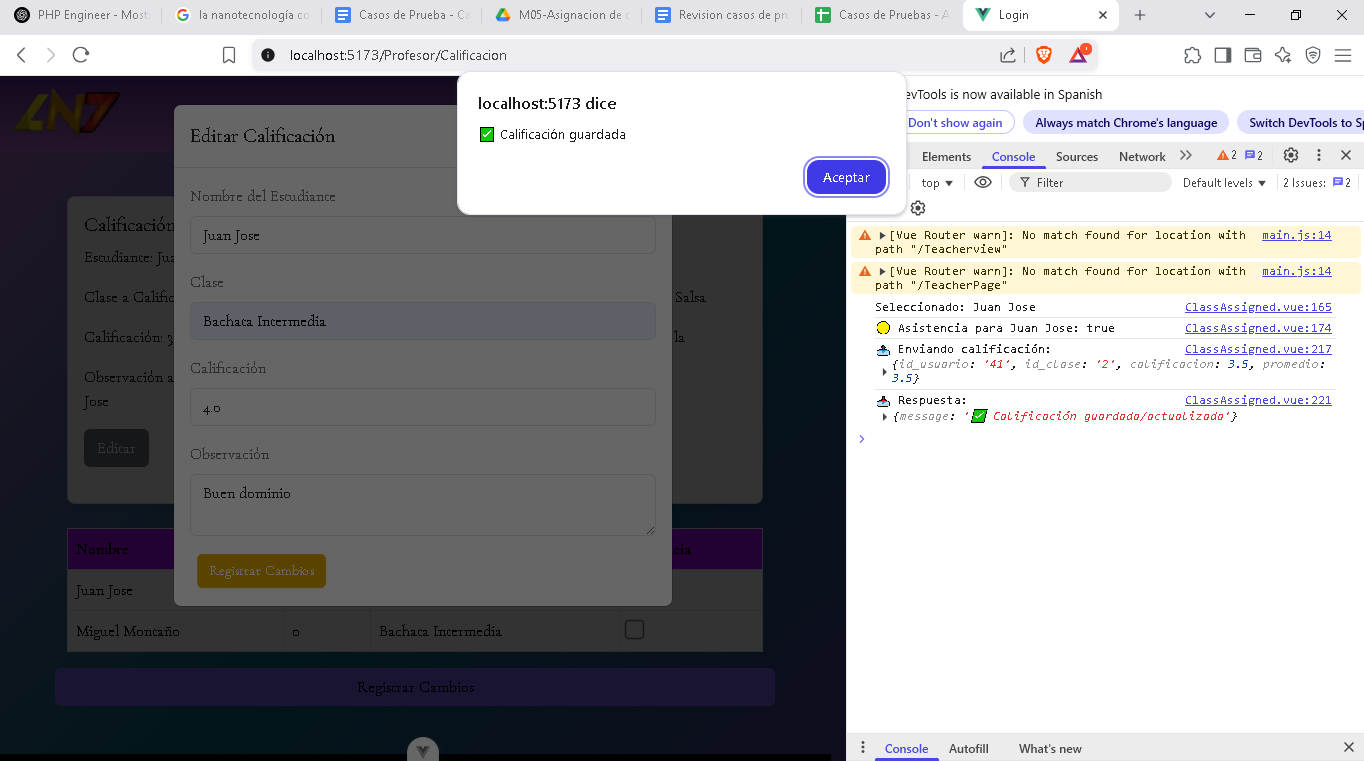 PHP Engineer - Most
la nanotecnología co
Casos de Prueba - Ca
M05-Asignacion de c
Revision casos de pru
Casos de Pruebas - A
Login
localhost:5173/Profesor/Calificacion
LN7
localhost:5173 dice
✅ Calificación guardada
Aceptar
Editar Calificación
Nombre del Estudiante
Juan Jose
Clase
Bachata Intermedia
Calificación
4.0
Observación
Buen dominio
Registrar Cambios
Calificación
Estudiante: Jua
Clase a Califi
Salsa
Calificación: 3
la
Observación a
Jose
Editar
Nombre
cia
Juan Jose
Miguel Montaño 0 Bachata Intermedia
Registrar Cambios
evTools is now available in Spanish
Don't show again
Always match Chrome's language
Switch DevTools to Sp
Elements Console Sources Network 2 2
top Filter Default levels 2 Issues: 2
[Vue Router warn]: No match found for location with main.js:14
path "/Teacherview"
[Vue Router warn]: No match found for location with main.js:14
path "/TeacherPage"
Seleccionado: Juan Jose ClassAssigned.vue:165
🟡 Asistencia para Juan Jose: true ClassAssigned.vue:174
📤 Enviando calificación: ClassAssigned.vue:217
{id_usuario: '41', id_clase: '2', calificacion: 3.5, promedio:
3.5}
📥 Respuesta: ClassAssigned.vue:221
{message: '✅ Calificación guardada/actualizada'}
Console Autofill What's new